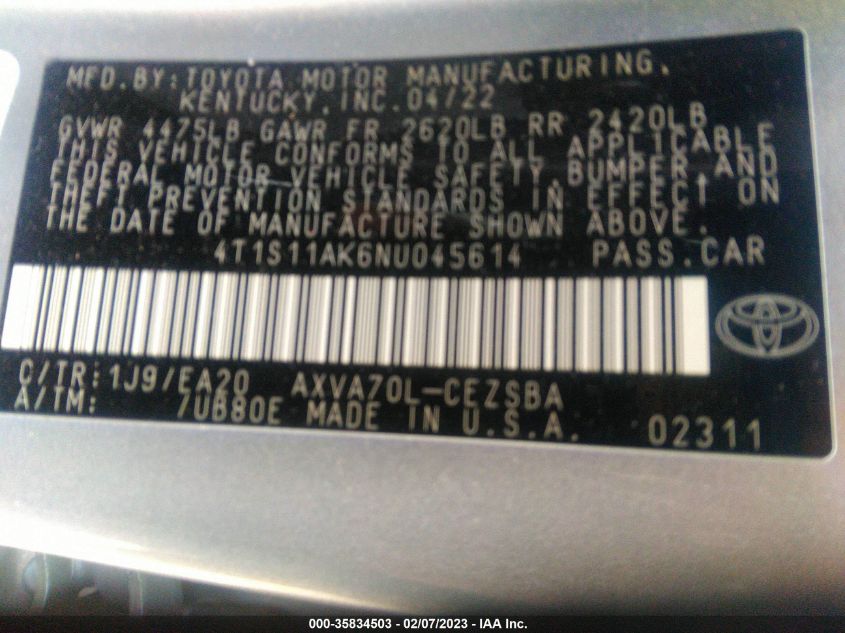 MFD. BY: TOYOTA MOTOR MANUFACTURING,
KENTUCKY, INC. 04/22
GVWR 4475LB GAWR FR 2620LB RR 2420LB
THIS VEHICLE CONFORMS TO ALL APPLICABLE
FEDERAL MOTOR VEHICLE SAFETY, BUMPER, AND
THEFT PREVENTION STANDARDS IN EFFECT ON
THE DATE OF MANUFACTURE SHOWN ABOVE.
4T1S11AK6NU045614 PASS. CAR
C/TR: 1J9/EA20 AXVA70L-CEZSBA
A/TM: /UB80E MADE IN U.S.A. 02311
000-35834503 - 02/07/2023 - IAA Inc.